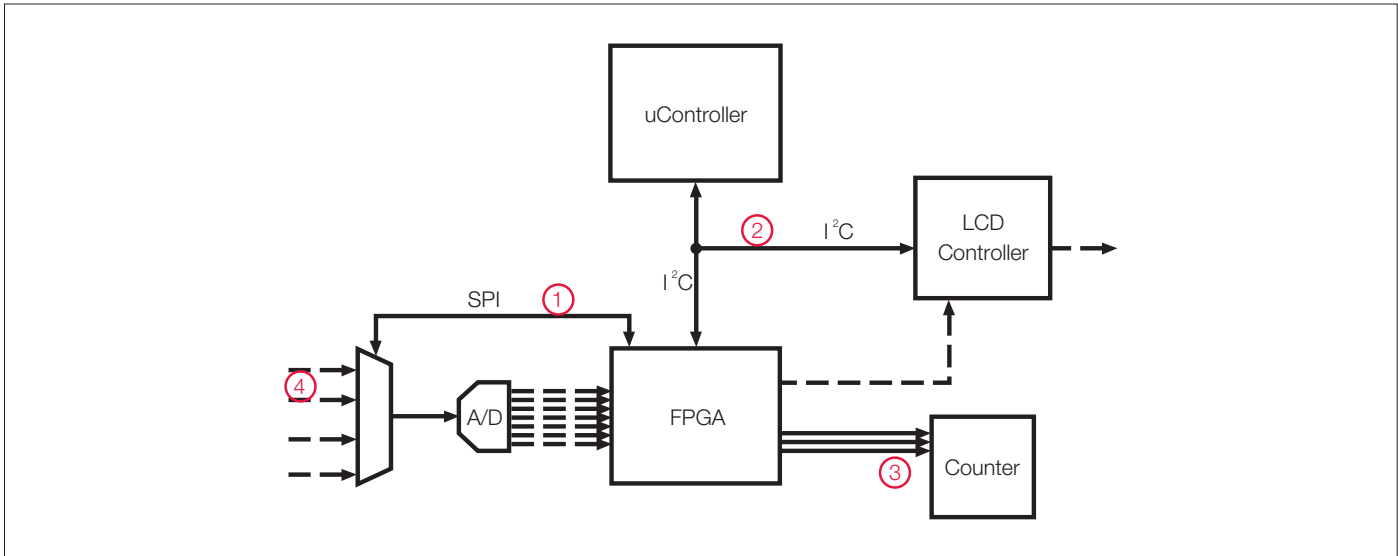 uController
LCD
Controller
2
I²C
I²C
SPI
1
4
A/D
FPGA
3
Counter